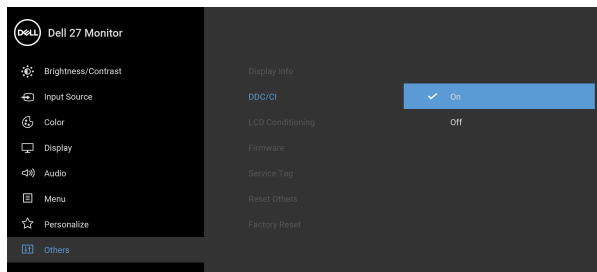 DELL Dell 27 Monitor
Brightness/Contrast
Display Info
Input Source
DDC/CI
On
Color
LCD Conditioning
Off
Display
Firmware
Audio
Service Tag
Menu
Reset Others
Personalize
Factory Reset
Others